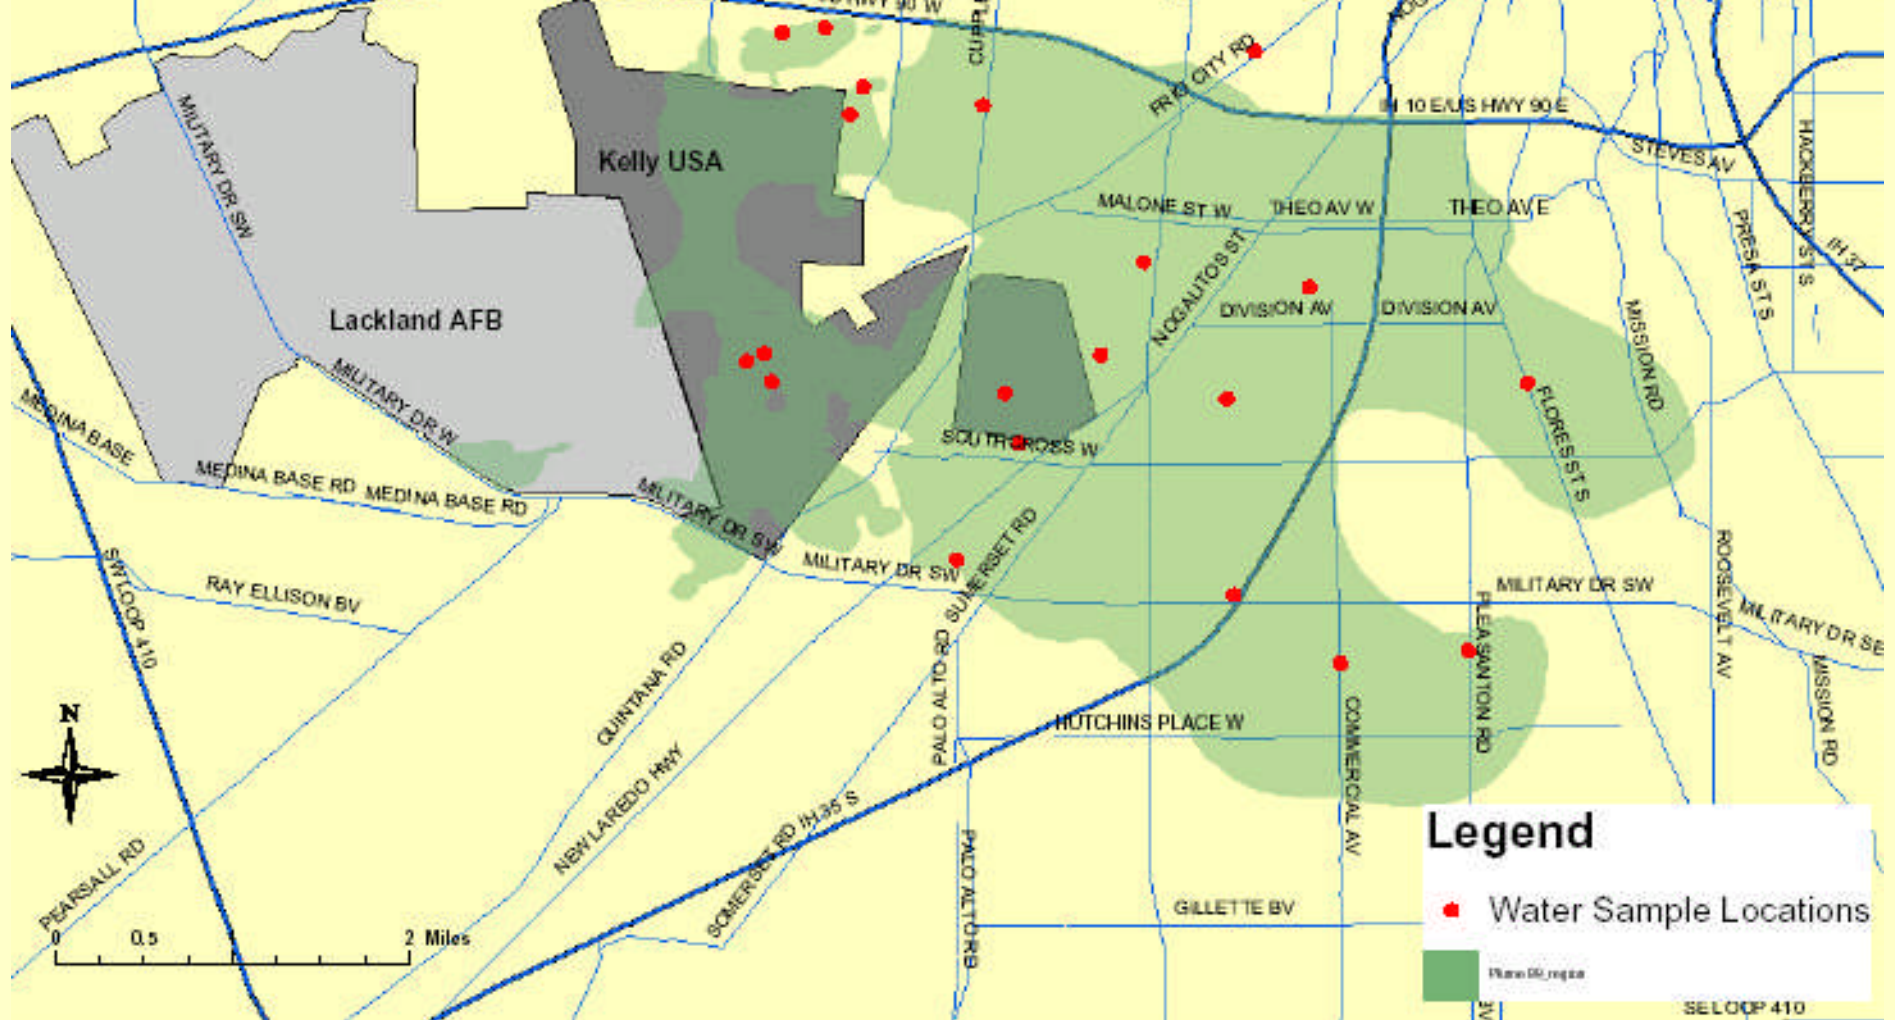 HWY 90 W
CUPPLE
FRIO CITY RD
IH 10 E/US HWY 90 E
STEVES AV
HACKBERRY ST S
MILITARY DR SW
Kelly USA
MALONE ST W
THEO AV W
THEO AV E
PRESA ST S
IH 37
NOGALITOS ST
Lackland AFB
DIVISION AV
DIVISION AV
MISSION RD
MILITARY DR W
MEDINA BASE
FLORES ST S
SOUTHCROSS W
MEDINA BASE RD
MEDINA BASE RD
MILITARY DR SW
SW LOOP 410
RAY ELLISON BV
MILITARY DR SW
SOMERSET RD
MILITARY DR SW
ROOSEVELT AV
MILITARY DR SE
PLEASANTON RD
PALO ALTO RD
QUINTANA RD
MISSION RD
N
HUTCHINS PLACE W
COMMERCIAL AV
NEW LAREDO HWY
IH 35 S
SOMERSET RD
PEARSALL RD
PALO ALTO RD
GILLETTE BV
0 0.5 2 Miles
Legend
Water Sample Locations
SE LOOP 410